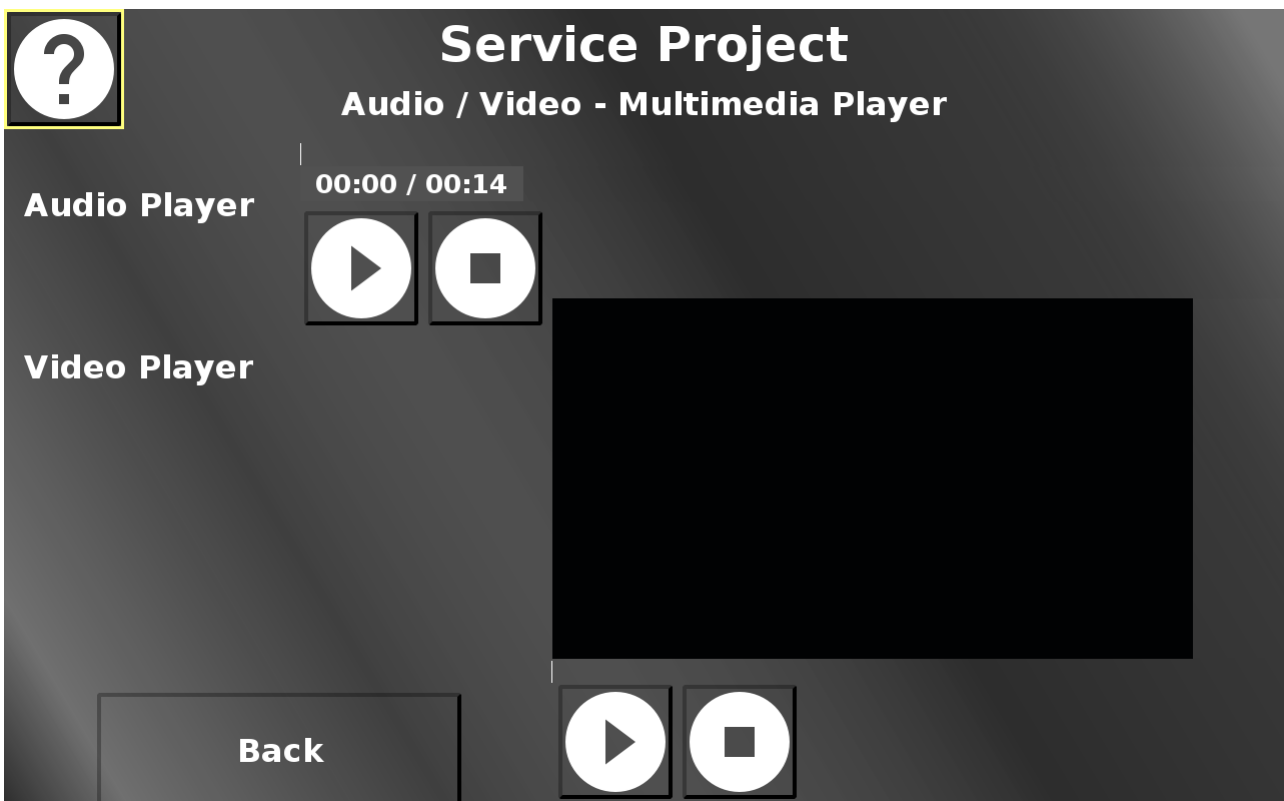 ?
Service Project
Audio / Video - Multimedia Player
00:00 / 00:14
Audio Player
Video Player
Back